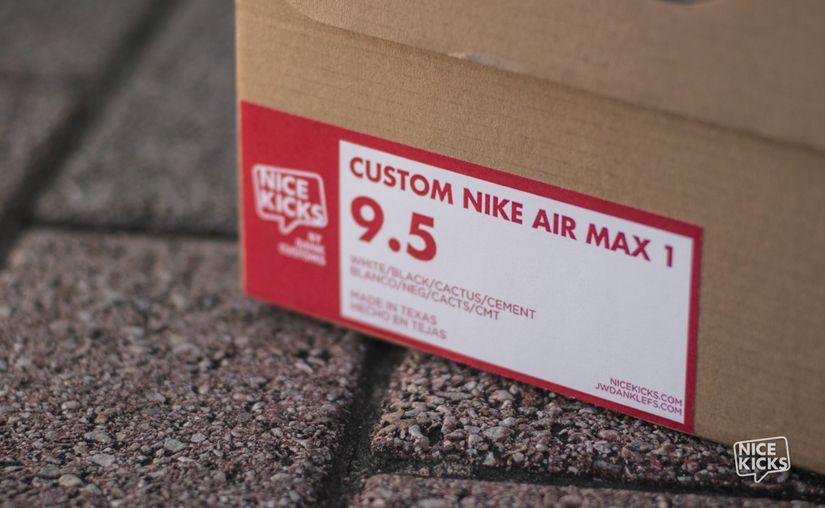 NICE
KICKS
BY
DANK
CUSTOMS
CUSTOM NIKE AIR MAX 1
9.5
WHITE/BLACK/CACTUS/CEMENT
BLANCO/NEG/CACTS/CMT
MADE IN TEXAS
HECHO EN TEJAS
NICEKICKS.COM
JWDANKLEFS.COM
NICE
KICKS